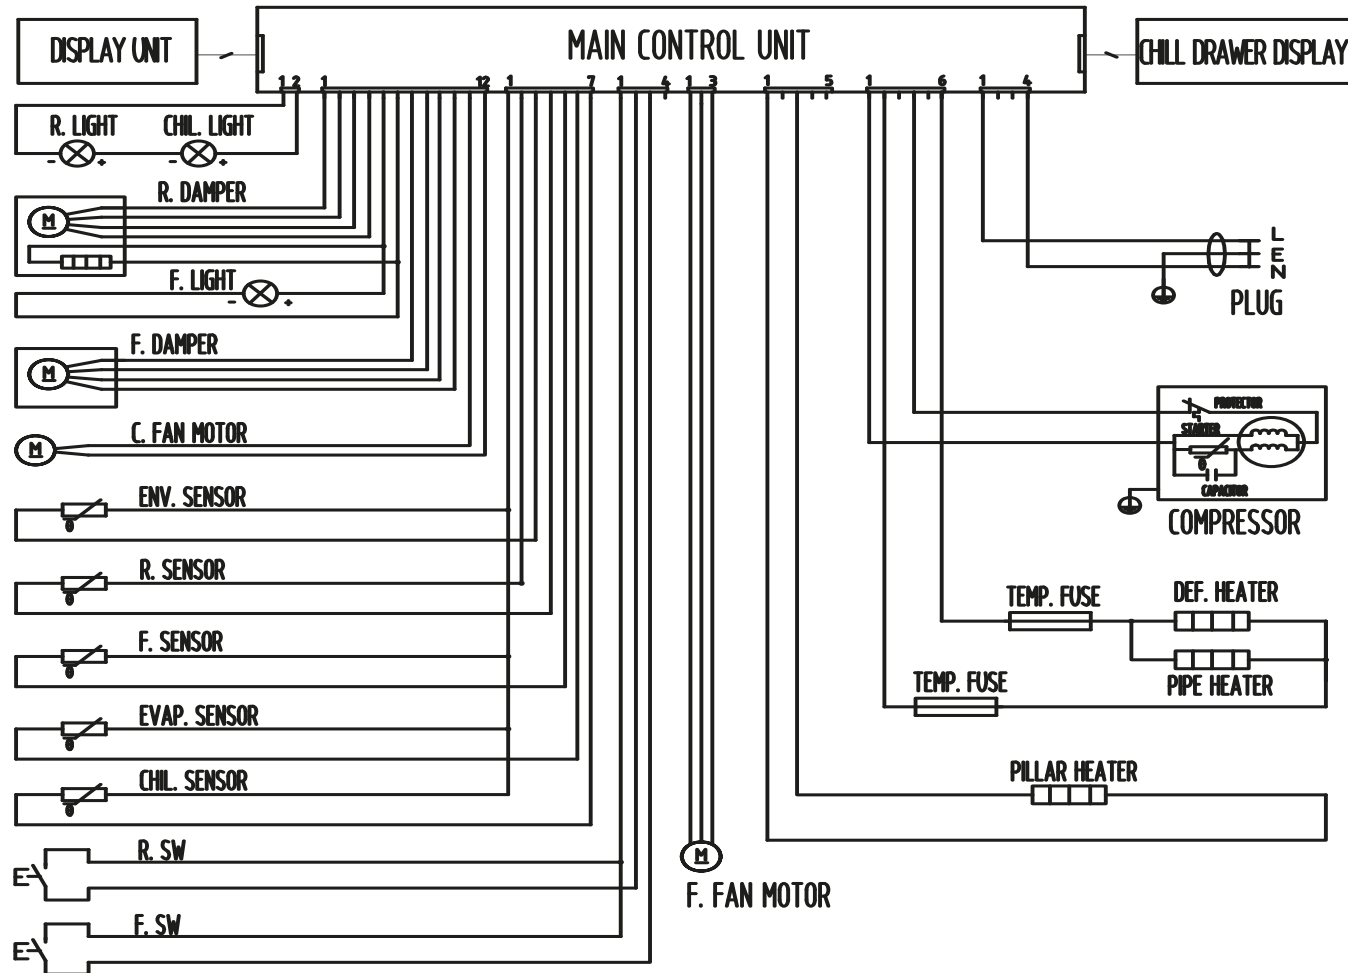 DISPLAY UNIT
MAIN CONTROL UNIT
CHILL DRAWER DISPLAY
1 2 1 12 1 7 1 4 1 3 1 5 1 6 1 4
R. LIGHT CHIL. LIGHT
- + - +
R. DAMPER
M
L
E
N
PLUG
F. LIGHT
- +
F. DAMPER
M
C. FAN MOTOR
M
PROTECTOR
STARTER
θ
CAPACITOR
COMPRESSOR
ENV. SENSOR
θ
R. SENSOR
θ
TEMP. FUSE DEF. HEATER
F. SENSOR
θ
TEMP. FUSE PIPE HEATER
EVAP. SENSOR
θ
CHIL. SENSOR
θ
PILLAR HEATER
R. SW
M
F. FAN MOTOR
F. SW